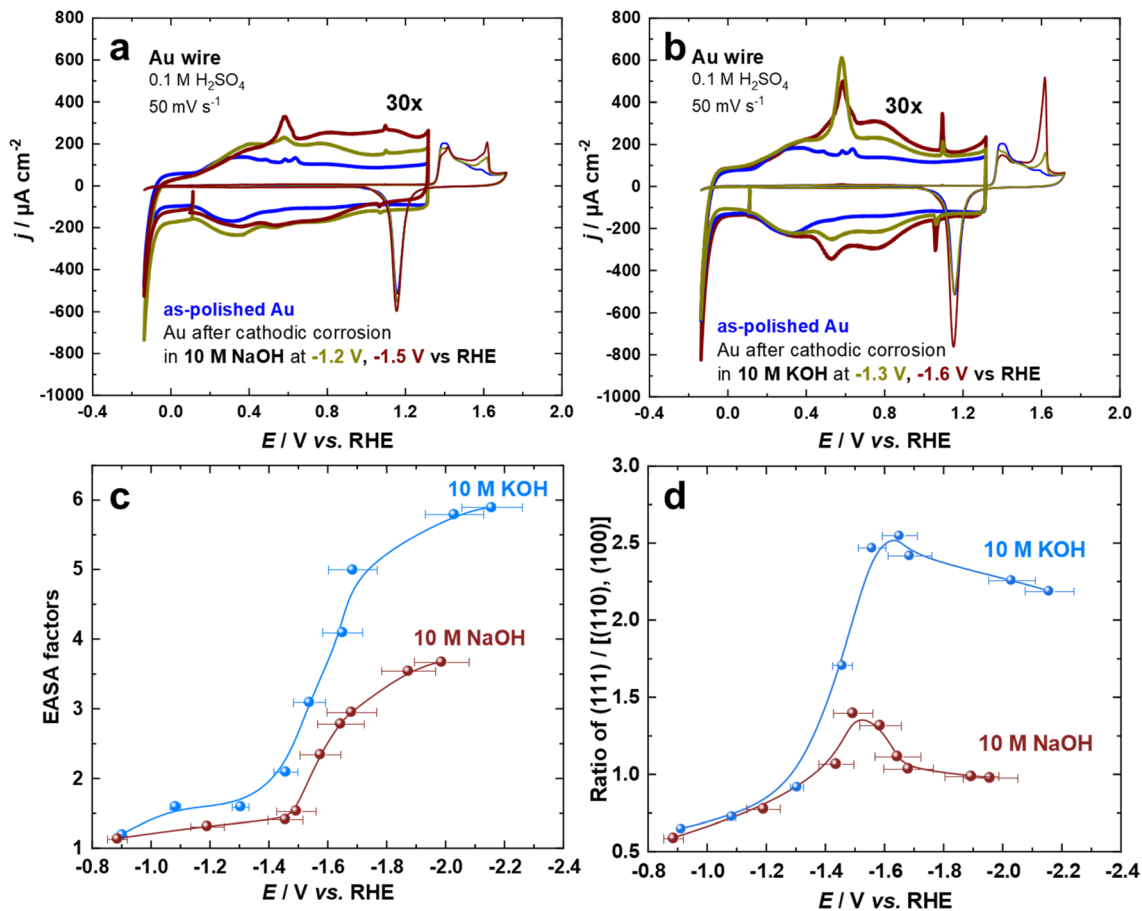 a
Au wire
0.1 M H₂SO₄
50 mV s⁻¹
30x
as-polished Au
Au after cathodic corrosion
in 10 M NaOH at -1.2 V, -1.5 V vs RHE
j / µA cm⁻²
800
600
400
200
0
-200
-400
-600
-800
-1000
-0.4 0.0 0.4 0.8 1.2 1.6 2.0
E / V vs. RHE
b
Au wire
0.1 M H₂SO₄
50 mV s⁻¹
30x
as-polished Au
Au after cathodic corrosion
in 10 M KOH at -1.3 V, -1.6 V vs RHE
j / µA cm⁻²
800
600
400
200
0
-200
-400
-600
-800
-1000
-0.4 0.0 0.4 0.8 1.2 1.6 2.0
E / V vs. RHE
c
10 M KOH
10 M NaOH
EASA factors
6
5
4
3
2
1
-0.8 -1.0 -1.2 -1.4 -1.6 -1.8 -2.0 -2.2 -2.4
E / V vs. RHE
d
10 M KOH
10 M NaOH
Ratio of (111) / [(110), (100)]
3.0
2.5
2.0
1.5
1.0
0.5
-0.8 -1.0 -1.2 -1.4 -1.6 -1.8 -2.0 -2.2 -2.4
E / V vs. RHE